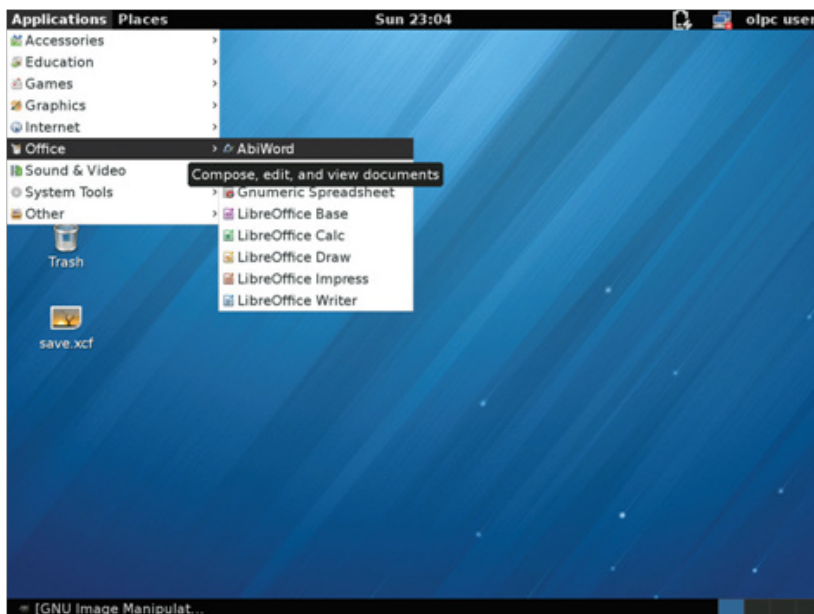 Applications Places Sun 23:04 olpc user
Accessories
Education
Games
Graphics
Internet
Office
AbiWord
Sound & Video
Compose, edit, and view documents
System Tools
Gnumeric Spreadsheet
Other
LibreOffice Base
LibreOffice Calc
LibreOffice Draw
LibreOffice Impress
LibreOffice Writer
Trash
save.xcf
[GNU Image Manipulat...